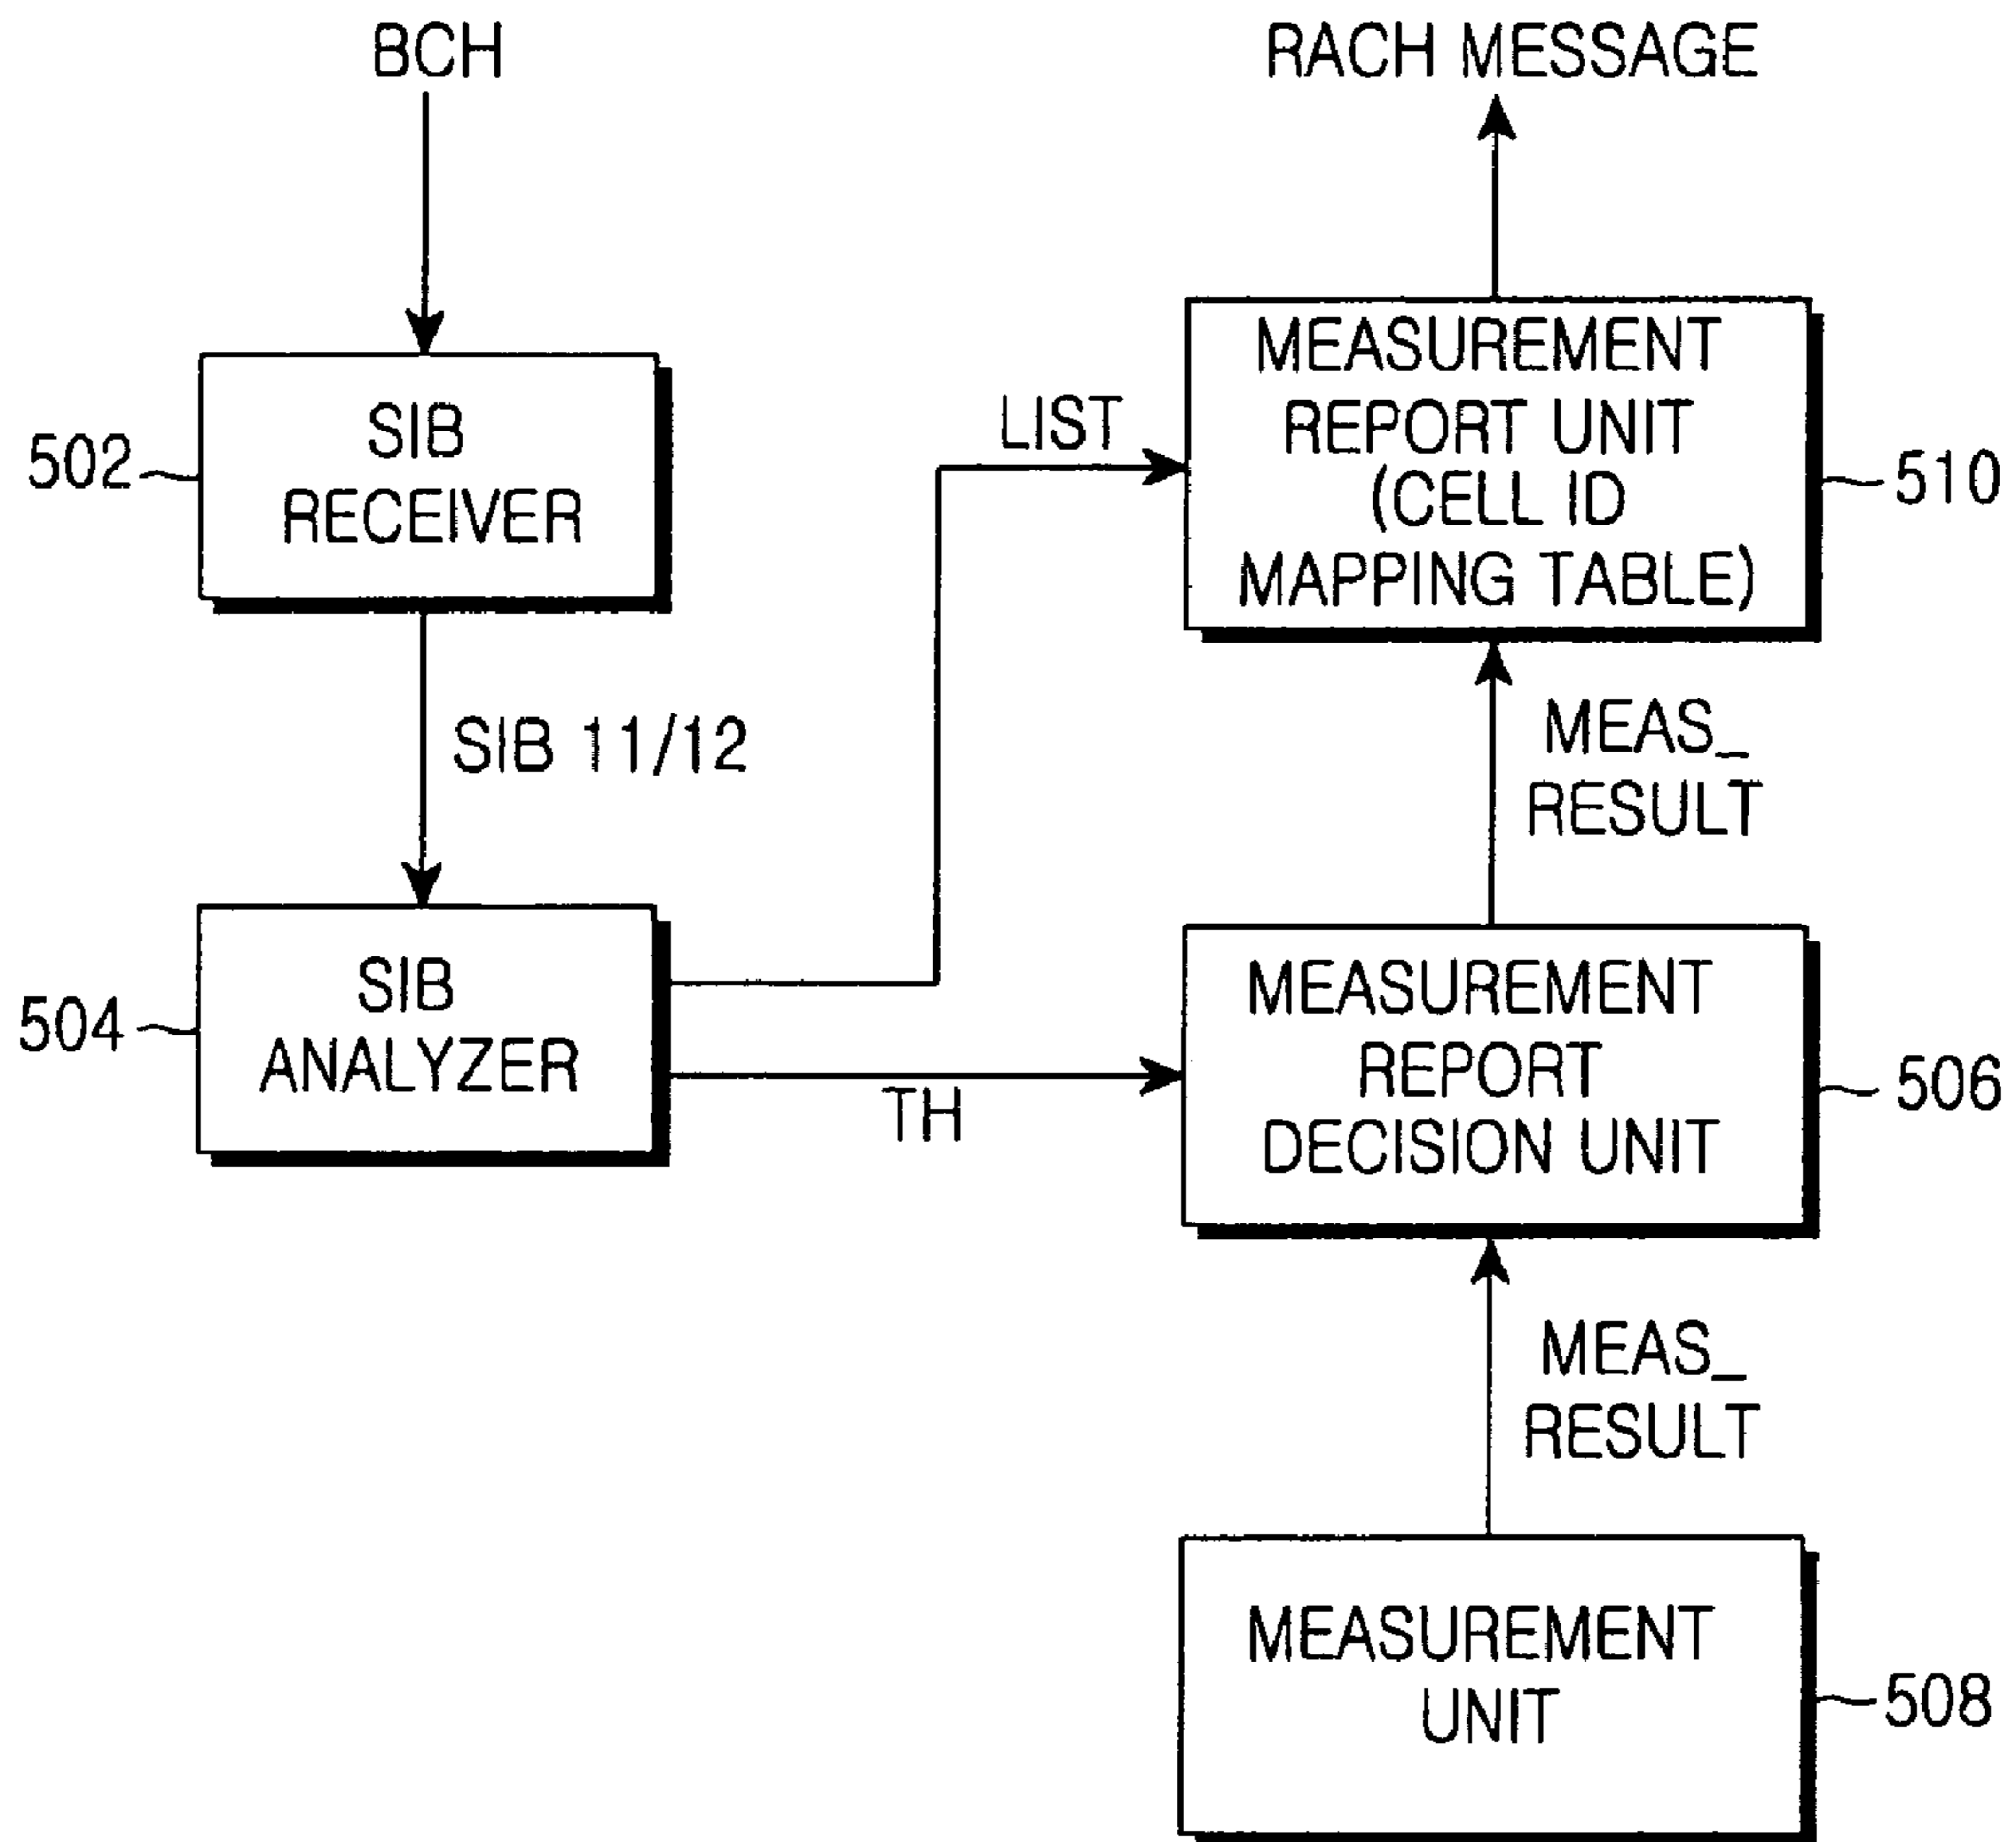 BCH
RACH MESSAGE
502
SIB
RECEIVER
LIST
MEASUREMENT
REPORT UNIT
(CELL ID
MAPPING TABLE)
510
SIB 11/12
MEAS_
RESULT
504
SIB
ANALYZER
TH
MEASUREMENT
REPORT
DECISION UNIT
506
MEAS_
RESULT
MEASUREMENT
UNIT
508